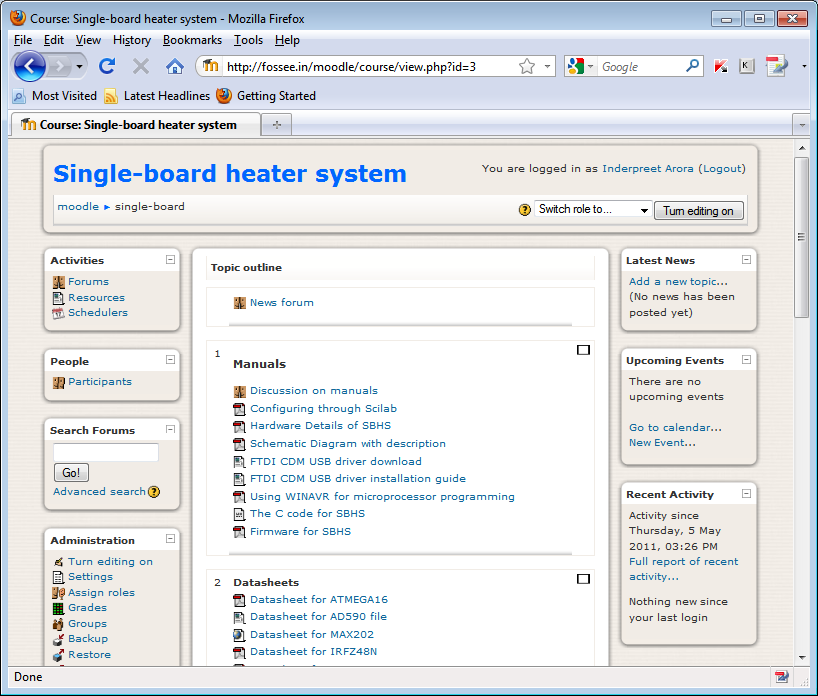 Course: Single-board heater system - Mozilla Firefox
File Edit View History Bookmarks Tools Help
http://fossee.in/moodle/course/view.php?id=3
Google
Most Visited Latest Headlines Getting Started
Course: Single-board heater system
Single-board heater system
You are logged in as Inderpreet Arora (Logout)
moodle ► single-board
Switch role to...
Turn editing on
Activities
Forums
Resources
Schedulers
People
Participants
Search Forums
Go!
Advanced search
Administration
Turn editing on
Settings
Assign roles
Grades
Groups
Backup
Restore
Topic outline
News forum
1
Manuals
Discussion on manuals
Configuring through Scilab
Hardware Details of SBHS
Schematic Diagram with description
FTDI CDM USB driver download
FTDI CDM USB driver installation guide
Using WINAVR for microprocessor programming
The C code for SBHS
Firmware for SBHS
2
Datasheets
Datasheet for ATMEGA16
Datasheet for AD590 file
Datasheet for MAX202
Datasheet for IRFZ48N
Latest News
Add a new topic...
(No news has been
posted yet)
Upcoming Events
There are no
upcoming events
Go to calendar...
New Event...
Recent Activity
Activity since
Thursday, 5 May
2011, 03:26 PM
Full report of recent
activity...
Nothing new since
your last login
Done